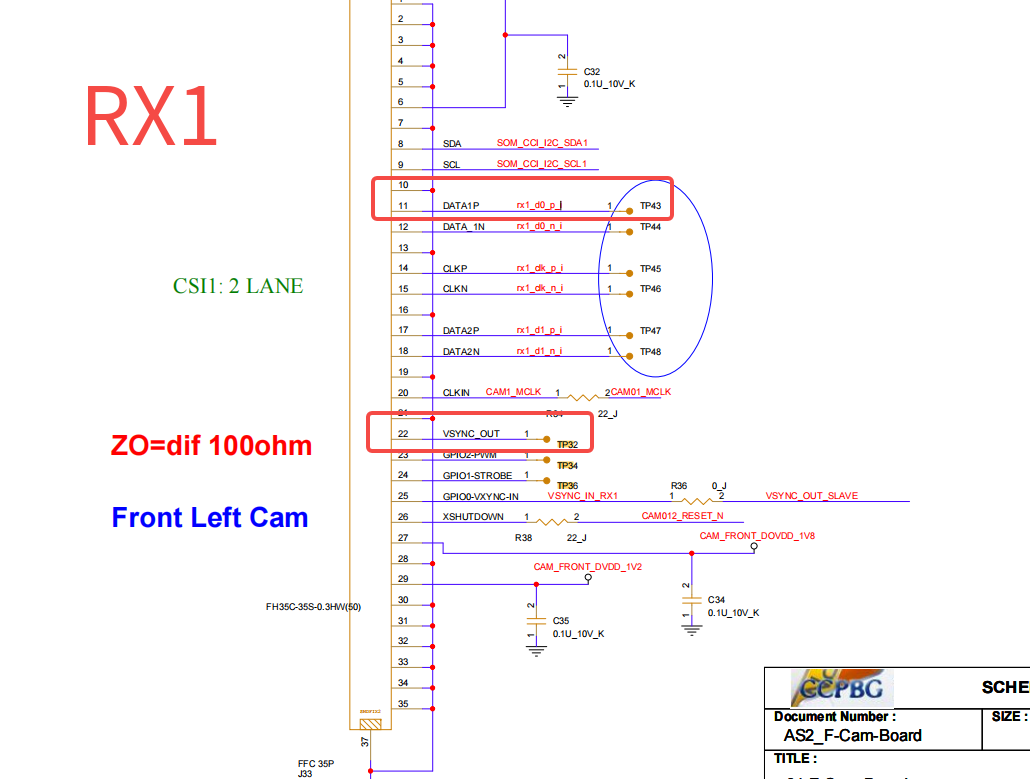 RX1
CSI1: 2 LANE
ZO=dif 100ohm
Front Left Cam
FH35C-35S-0.3HW(50)
2
3
4
5
6
7
8 SDA SOM_CCI_I2C_SDA1
9 SCL SOM_CCI_I2C_SCL1
10
11 DATA1P rx1_d0_p_i 1 TP43
12 DATA_1N rx1_d0_n_i 1 TP44
13
14 CLKP rx1_clk_p_i 1 TP45
15 CLKN rx1_clk_n_i 1 TP46
16
17 DATA2P rx1_d1_p_i 1 TP47
18 DATA2N rx1_d1_n_i 1 TP48
19
20 CLKIN CAM1_MCLK 1 2 CAM01_MCLK
22_J
21
22 VSYNC_OUT 1 TP32
23 GPIO2-PWM 1 TP34
24 GPIO1-STROBE 1 TP36
25 GPIO0-VXYNC-IN VSYNC_IN_RX1 1 R36 0_J 2 VSYNC_OUT_SLAVE
26 XSHUTDOWN 1 2 CAM012_RESET_N
R38 22_J
27
CAM_FRONT_DOVDD_1V8
28
29 CAM_FRONT_DVDD_1V2
30
31
32
33
34
35
2
C32
0.1U_10V_K
1
2
C34
0.1U_10V_K
1
2
C35
0.1U_10V_K
1
37
FFC 35P
J33
CCPBG
SCHE
Document Number :
SIZE :
AS2_F-Cam-Board
TITLE :